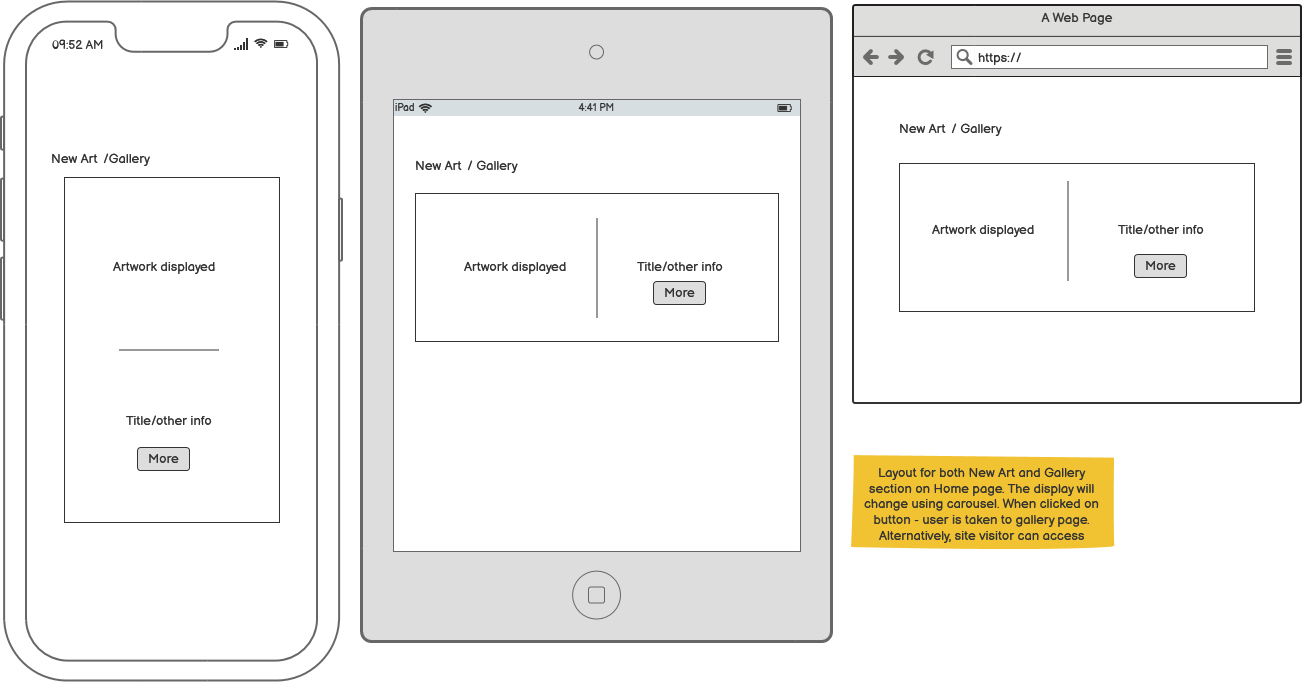 09:52 AM
New Art /Gallery
Artwork displayed
Title/other info
More
iPad
4:41 PM
New Art / Gallery
Artwork displayed
Title/other info
More
A Web Page
https://
New Art / Gallery
Artwork displayed
Title/other info
More
Layout for both New Art and Gallery
section on Home page. The display will
change using carousel. When clicked on
button - user is taken to gallery page.
Alternatively, site visitor can access